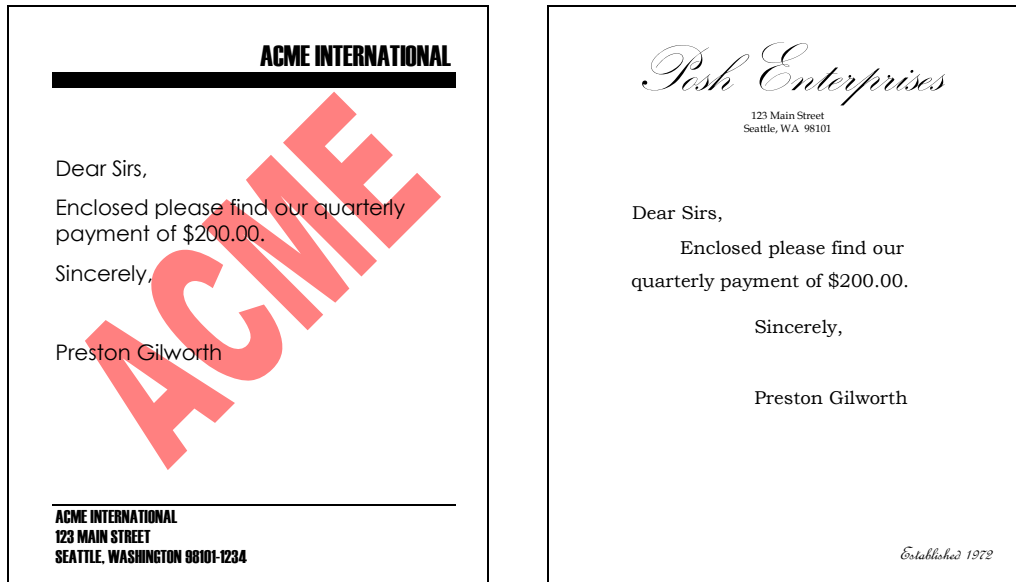 ACME INTERNATIONAL
ACME
Dear Sirs,
Enclosed please find our quarterly
payment of $200.00.
Sincerely,
Preston Gilworth
ACME INTERNATIONAL
123 MAIN STREET
SEATTLE, WASHINGTON 98101-1234
Posh Enterprises
123 Main Street
Seattle, WA 98101
Dear Sirs,
Enclosed please find our
quarterly payment of $200.00.
Sincerely,
Preston Gilworth
Established 1972